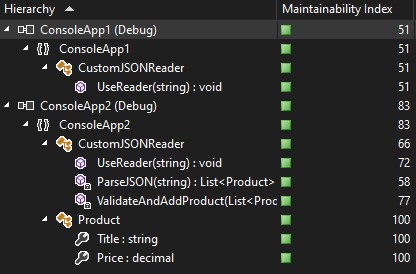 Hierarchy Maintainability Index
ConsoleApp1 (Debug) 51
{} ConsoleApp1 51
CustomJSONReader 51
UseReader(string) : void 51
ConsoleApp2 (Debug) 83
{} ConsoleApp2 83
CustomJSONReader 66
UseReader(string) : void 72
ParseJSON(string) : List<Product> 58
ValidateAndAddProduct(List<Proc 77
Product 100
Title : string 100
Price : decimal 100